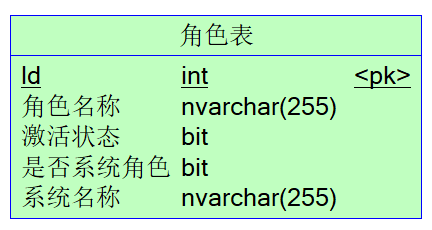 角色表
Id int <pk>
角色名称 nvarchar(255)
激活状态 bit
是否系统角色 bit
系统名称 nvarchar(255)